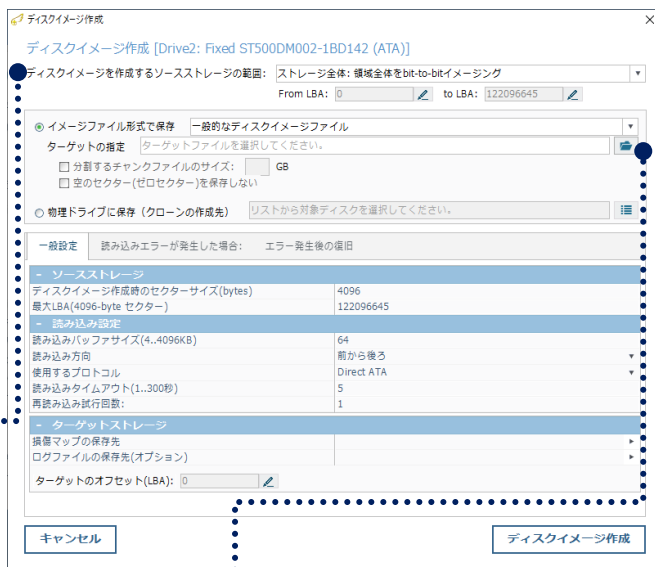 ディスクイメージ作成
ディスクイメージ作成 [Drive2: Fixed ST500DM002-1BD142 (ATA)]
ディスクイメージを作成するソースストレージの範囲: ストレージ全体: 領域全体をbit-to-bitイメージング
From LBA: 0 to LBA: 122096645
イメージファイル形式で保存 一般的なディスクイメージファイル
ターゲットの指定 ターゲットファイルを選択してください。
分割するチャンクファイルのサイズ: GB
空のセクター(ゼロセクター)を保存しない
物理ドライブに保存 (クローンの作成先) リストから対象ディスクを選択してください。
一般設定 読み込みエラーが発生した場合: エラー発生後の復旧
− ソースストレージ
ディスクイメージ作成時のセクターサイズ(bytes) 4096
最大LBA(4096-byte セクター) 122096645
− 読み込み設定
読み込みバッファサイズ(4..4096KB) 64
読み込み方向 前から後ろ
使用するプロトコル Direct ATA
読み込みタイムアウト(1..300秒) 5
再読み込み試行回数: 1
− ターゲットストレージ
損傷マップの保存先
ログファイルの保存先(オプション)
ターゲットのオフセット(LBA): 0
キャンセル ディスクイメージ作成